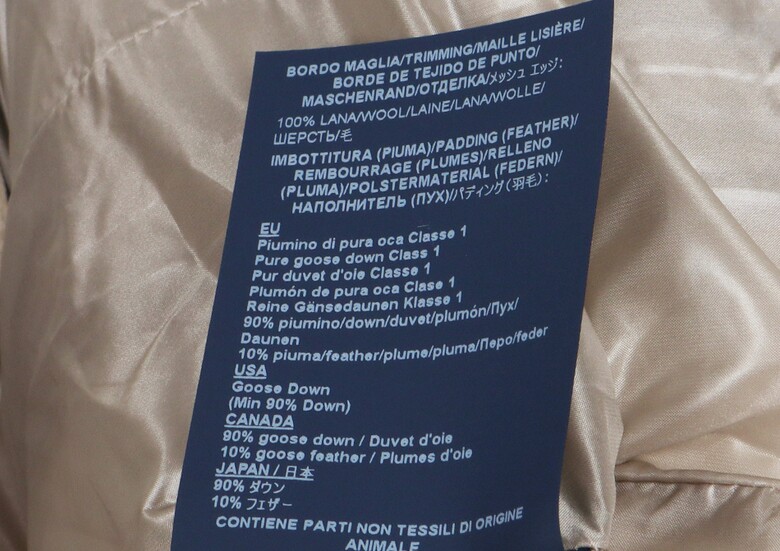 BORDO MAGLIA/TRIMMING/MAILLE LISIÈRE/
BORDE DE TEJIDO DE PUNTO/
MASCHENRAND/ОТДЕЛКА/メッシュ エッジ:
100% LANA/WOOL/LAINE/LANA/WOLLE/
ШЕРСТЬ/毛
IMBOTTITURA (PIUMA)/PADDING (FEATHER)/
REMBOURRAGE (PLUMES)/RELLENO
(PLUMA)/POLSTERMATERIAL (FEDERN)/
НАПОЛНИТЕЛЬ (ПУХ)/パディング(羽毛):
EU
Piumino di pura oca Classe 1
Pure goose down Class 1
Pur duvet d'oie Classe 1
Plumón de pura oca Clase 1
Reine Gänsedaunen Klasse 1
90% piumino/down/duvet/plumón/Пух/
Daunen
10% piuma/feather/plume/pluma/Перо/feder
USA
Goose Down
(Min 90% Down)
CANADA
90% goose down / Duvet d'oie
10% goose feather / Plumes d'oie
JAPAN / 日本
90% ダウン
10% フェザー
CONTIENE PARTI NON TESSILI DI ORIGINE
ANIMALE